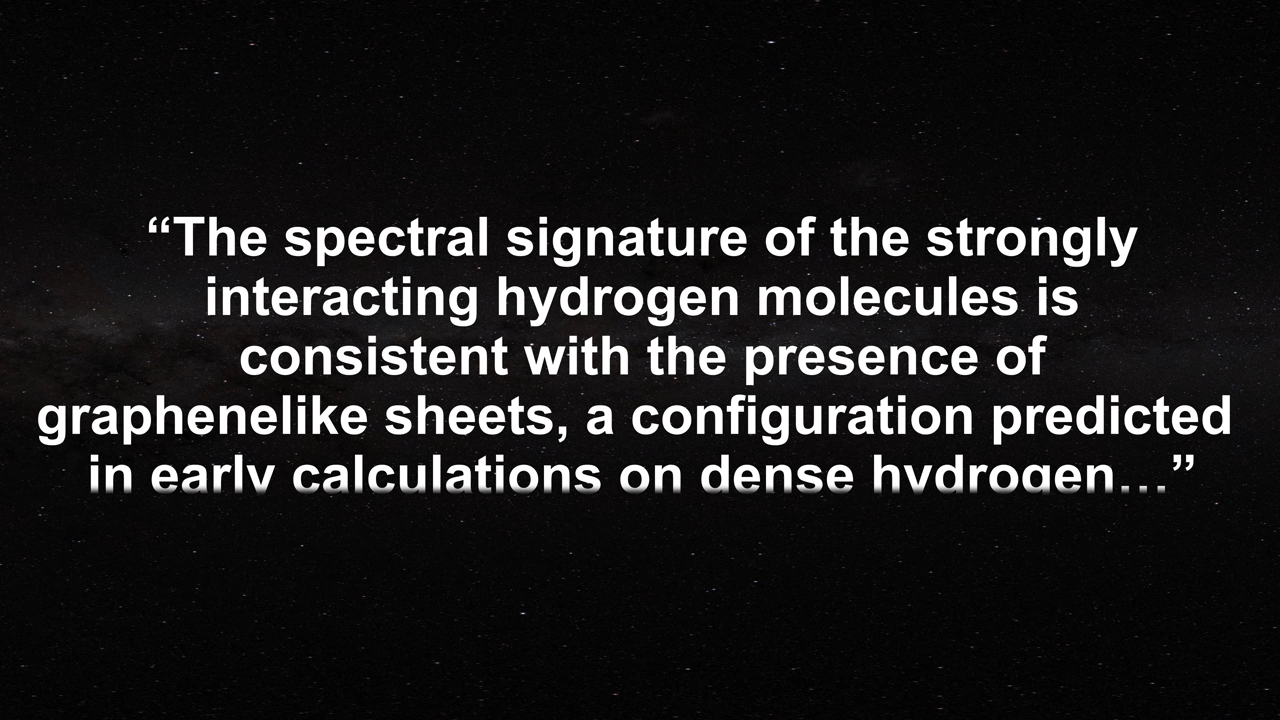 “The spectral signature of the strongly
interacting hydrogen molecules is
consistent with the presence of
graphenelike sheets, a configuration predicted
in early calculations on dense hydrogen…”